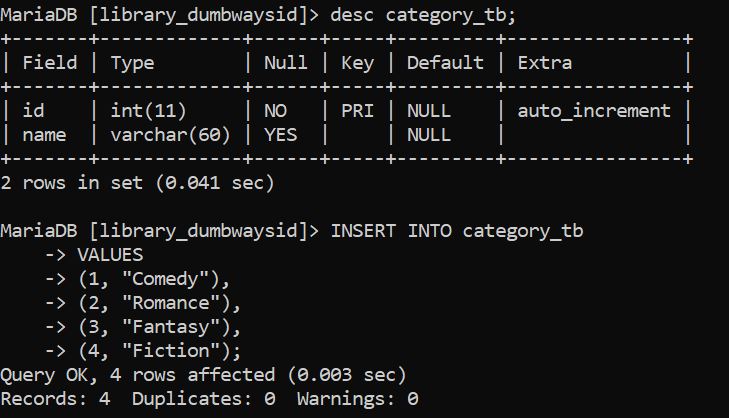 MariaDB [library_dumbwaysid]> desc category_tb;
+-------+-------------+------+-----+---------+----------------+
| Field | Type        | Null | Key | Default | Extra          |
+-------+-------------+------+-----+---------+----------------+
| id    | int(11)     | NO   | PRI | NULL    | auto_increment |
| name  | varchar(60) | YES  |     | NULL    |                |
+-------+-------------+------+-----+---------+----------------+
2 rows in set (0.041 sec)

MariaDB [library_dumbwaysid]> INSERT INTO category_tb
    -> VALUES
    -> (1, "Comedy"),
    -> (2, "Romance"),
    -> (3, "Fantasy"),
    -> (4, "Fiction");
Query OK, 4 rows affected (0.003 sec)
Records: 4  Duplicates: 0  Warnings: 0